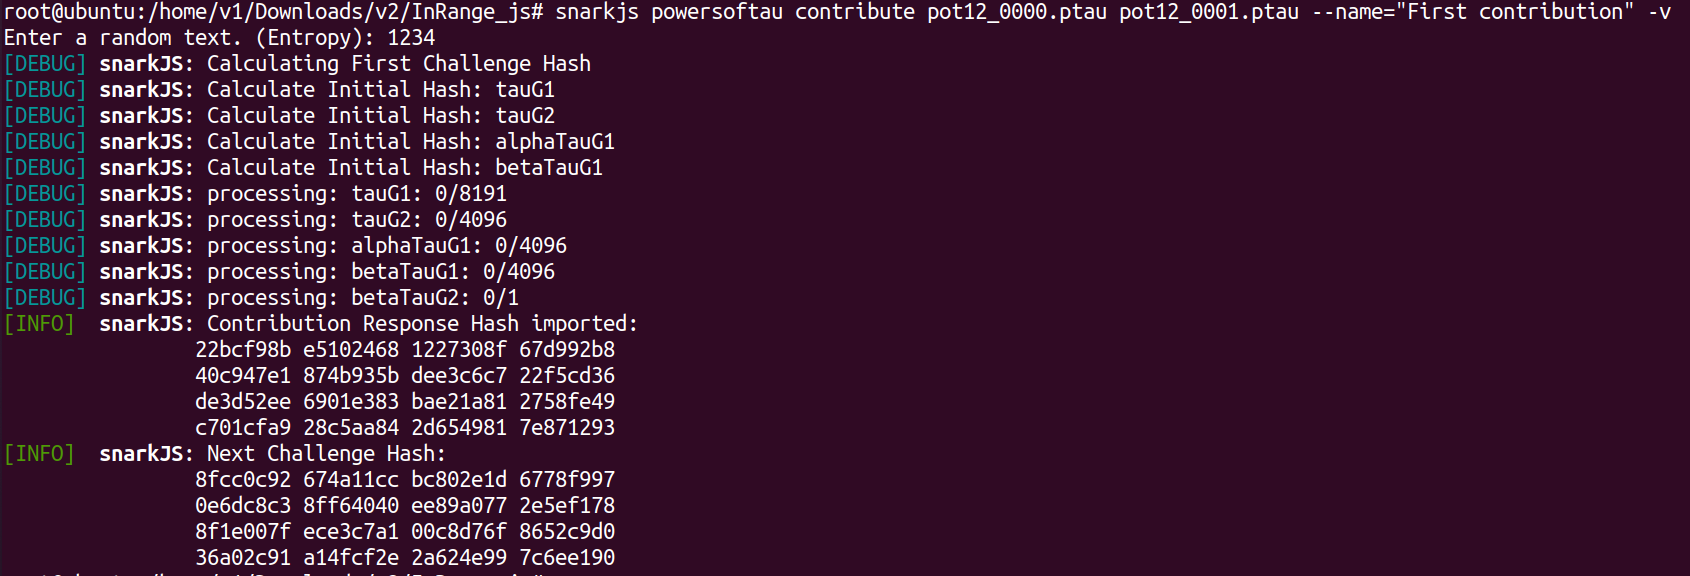 root@ubuntu:/home/v1/Downloads/v2/InRange_js# snarkjs powersoftau contribute pot12_0000.ptau pot12_0001.ptau --name="First contribution" -v
Enter a random text. (Entropy): 1234
[DEBUG] snarkJS: Calculating First Challenge Hash
[DEBUG] snarkJS: Calculate Initial Hash: tauG1
[DEBUG] snarkJS: Calculate Initial Hash: tauG2
[DEBUG] snarkJS: Calculate Initial Hash: alphaTauG1
[DEBUG] snarkJS: Calculate Initial Hash: betaTauG1
[DEBUG] snarkJS: processing: tauG1: 0/8191
[DEBUG] snarkJS: processing: tauG2: 0/4096
[DEBUG] snarkJS: processing: alphaTauG1: 0/4096
[DEBUG] snarkJS: processing: betaTauG1: 0/4096
[DEBUG] snarkJS: processing: betaTauG2: 0/1
[INFO]  snarkJS: Contribution Response Hash imported:
22bcf98b e5102468 1227308f 67d992b8
40c947e1 874b935b dee3c6c7 22f5cd36
de3d52ee 6901e383 bae21a81 2758fe49
c701cfa9 28c5aa84 2d654981 7e871293
[INFO]  snarkJS: Next Challenge Hash:
8fcc0c92 674a11cc bc802e1d 6778f997
0e6dc8c3 8ff64040 ee89a077 2e5ef178
8f1e007f ece3c7a1 00c8d76f 8652c9d0
36a02c91 a14fcf2e 2a624e99 7c6ee190